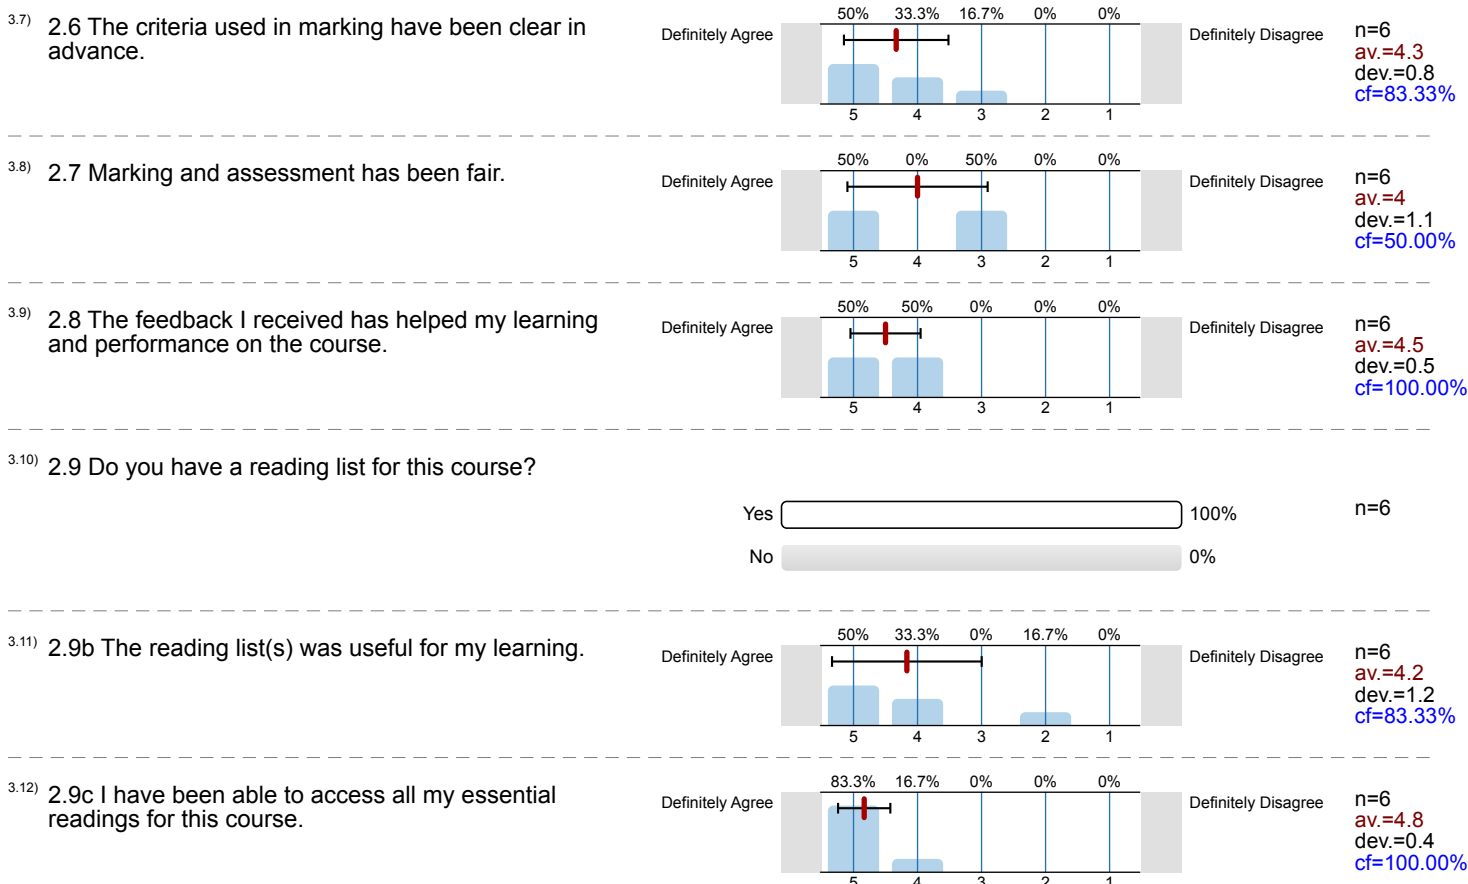 3.7) 2.6 The criteria used in marking have been clear in
advance.
50% 33.3% 16.7% 0% 0%
Definitely Agree
Definitely Disagree
5 4 3 2 1
n=6
av.=4.3
dev.=0.8
cf=83.33%
3.8) 2.7 Marking and assessment has been fair.
50% 0% 50% 0% 0%
Definitely Agree
Definitely Disagree
5 4 3 2 1
n=6
av.=4
dev.=1.1
cf=50.00%
3.9) 2.8 The feedback I received has helped my learning
and performance on the course.
50% 50% 0% 0% 0%
Definitely Agree
Definitely Disagree
5 4 3 2 1
n=6
av.=4.5
dev.=0.5
cf=100.00%
3.10) 2.9 Do you have a reading list for this course?
Yes 100%
n=6
No 0%
3.11) 2.9b The reading list(s) was useful for my learning.
50% 33.3% 0% 16.7% 0%
Definitely Agree
Definitely Disagree
5 4 3 2 1
n=6
av.=4.2
dev.=1.2
cf=83.33%
3.12) 2.9c I have been able to access all my essential
readings for this course.
83.3% 16.7% 0% 0% 0%
Definitely Agree
Definitely Disagree
5 4 3 2 1
n=6
av.=4.8
dev.=0.4
cf=100.00%